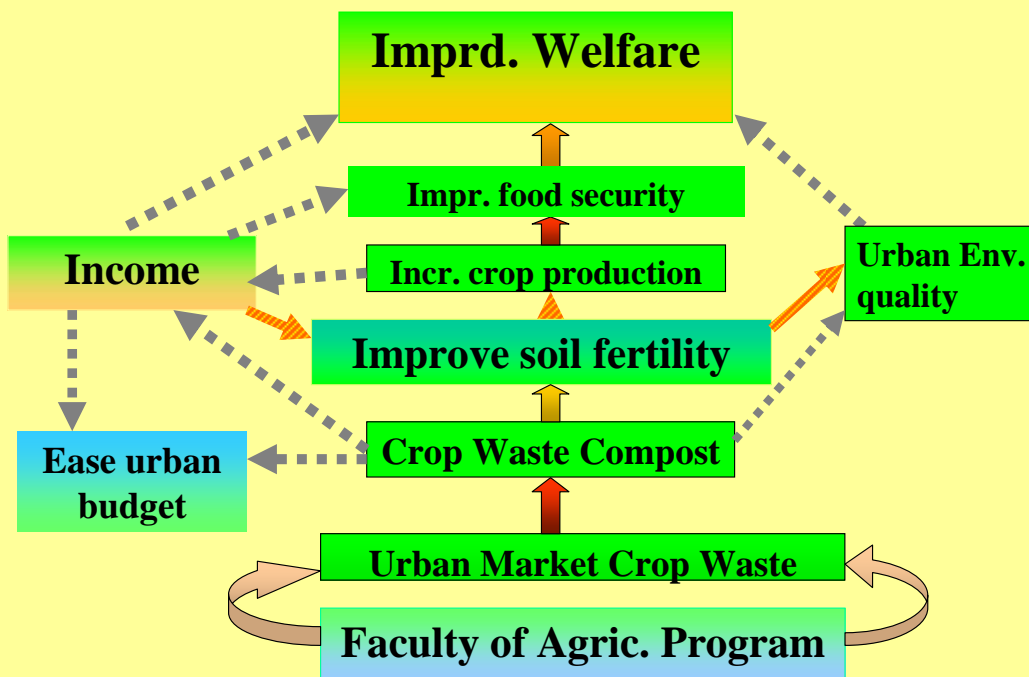 Imprd. Welfare
Impr. food security
Income
Incr. crop production
Urban Env.
quality
Improve soil fertility
Crop Waste Compost
Ease urban
budget
Urban Market Crop Waste
Faculty of Agric. Program